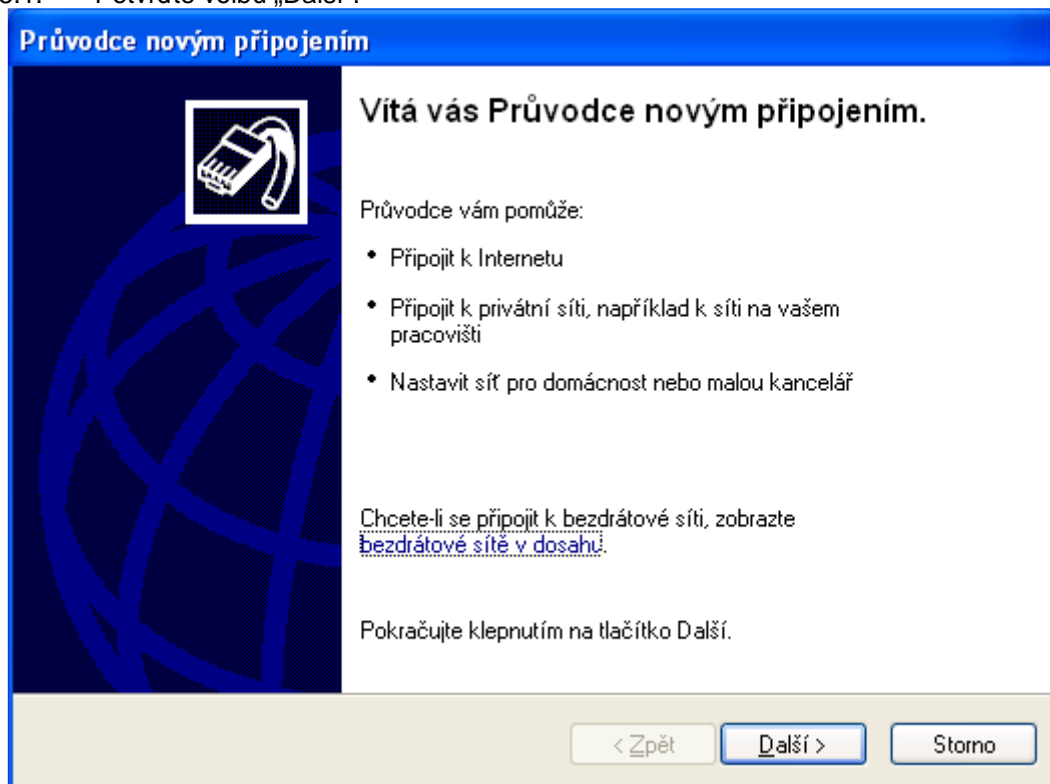 Průvodce novým připojením
Vítá vás Průvodce novým připojením.
Průvodce vám pomůže:
• Připojit k Internetu
• Připojit k privátní síti, například k síti na vašem
pracovišti
• Nastavit síť pro domácnost nebo malou kancelář
Chcete-li se připojit k bezdrátové síti, zobrazte
bezdrátové sítě v dosahu.
Pokračujte klepnutím na tlačítko Další.
< Zpět Další > Storno